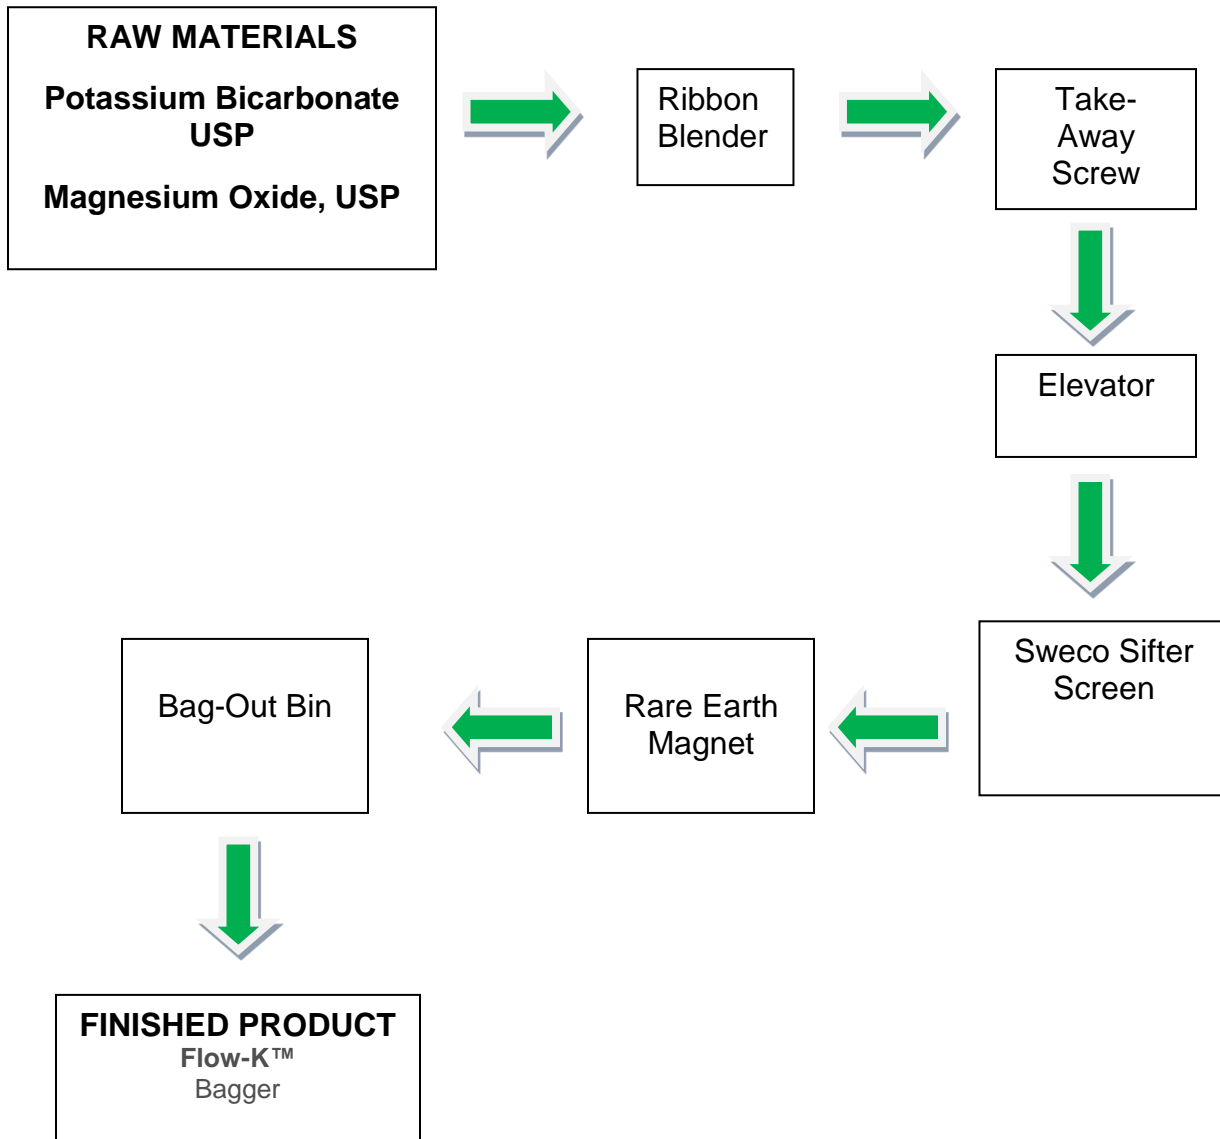 RAW MATERIALS
Potassium Bicarbonate
USP
Magnesium Oxide, USP
Ribbon
Blender
Take-
Away
Screw
Elevator
Sweco Sifter
Screen
Rare Earth
Magnet
Bag-Out Bin
FINISHED PRODUCT
Flow-K™
Bagger